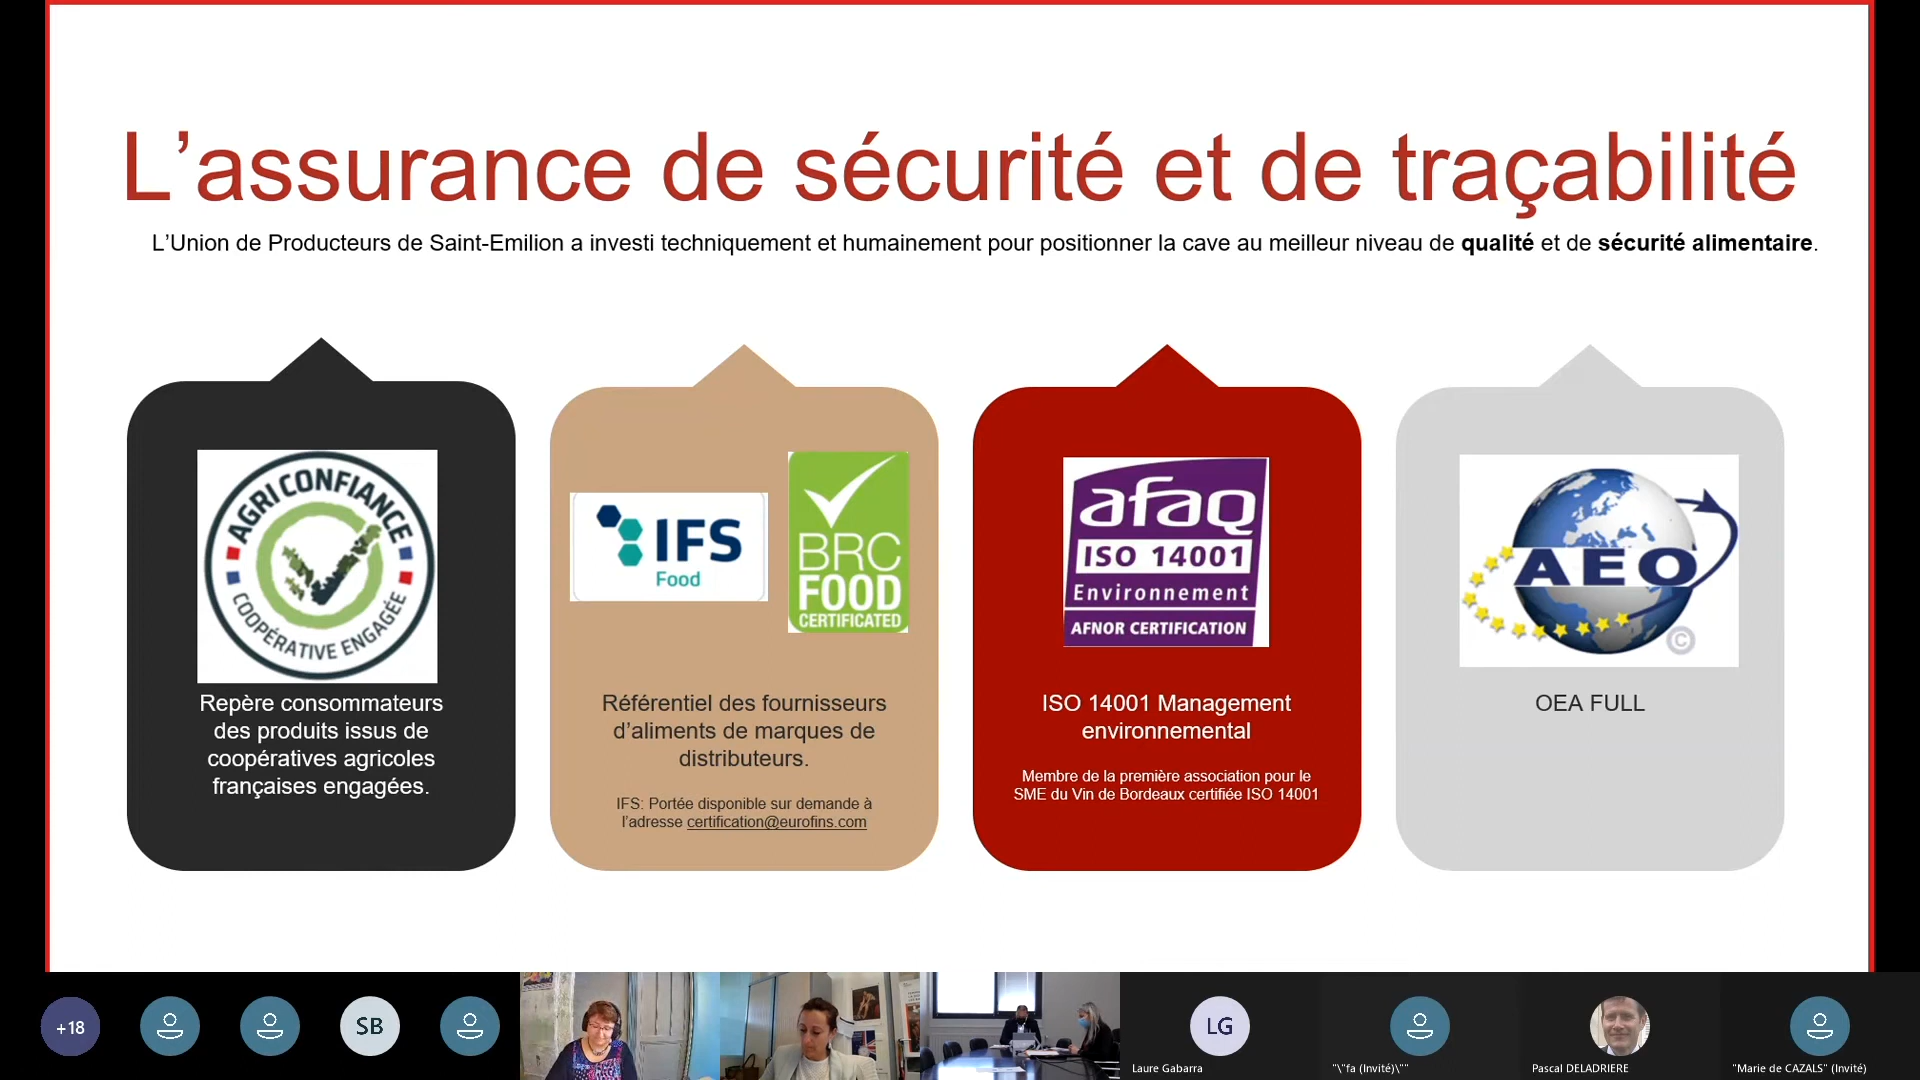 L’assurance de sécurité et de traçabilité
L’Union de Producteurs de Saint-Emilion a investi techniquement et humainement pour positionner la cave au meilleur niveau de qualité et de sécurité alimentaire.
AGRI CONFIANCE
COOPÉRATIVE ENGAGÉE
Repère consommateurs
des produits issus de
coopératives agricoles
françaises engagées.
IFS
Food
BRC
FOOD
CERTIFICATED
Référentiel des fournisseurs
d’aliments de marques de
distributeurs.
IFS: Portée disponible sur demande à
l’adresse certification@eurofins.com
afaq
ISO 14001
Environnement
AFNOR CERTIFICATION
ISO 14001 Management
environnemental
Membre de la première association pour le
SME du Vin de Bordeaux certifiée ISO 14001
AEO
©
OEA FULL
+18
SB
LG
Laure Gabarra
"\"fa (Invité)\""
Pascal DELADRIERE
"Marie de CAZALS" (Invité)